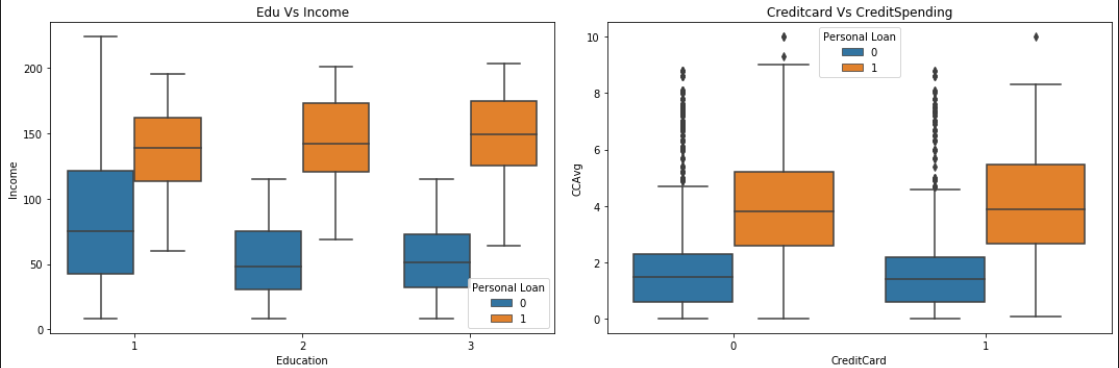 Edu Vs Income
200
150
100
50
0
Income
1
2
3
Education
Personal Loan
0
1
Creditcard Vs CreditSpending
10
8
6
4
2
0
CCAvg
0
1
CreditCard
Personal Loan
0
1